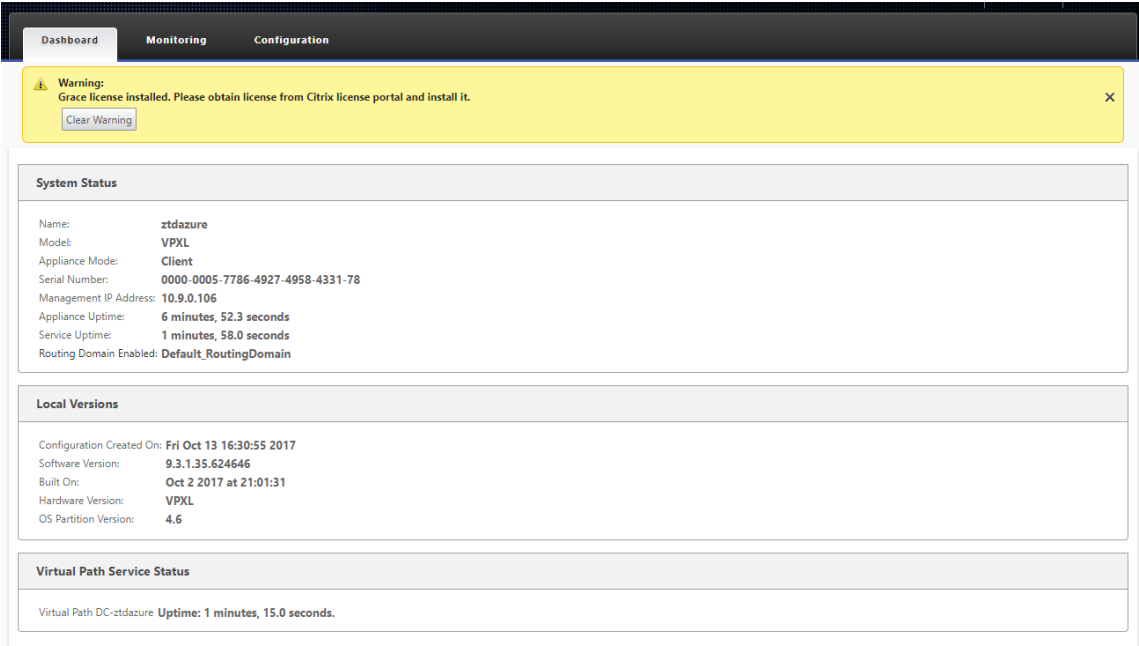 Dashboard Monitoring Configuration
Warning:
Grace license installed. Please obtain license from Citrix license portal and install it.
Clear Warning
System Status
Name: ztdazure
Model: VPXL
Appliance Mode: Client
Serial Number: 0000-0005-7786-4927-4958-4331-78
Management IP Address: 10.9.0.106
Appliance Uptime: 6 minutes, 52.3 seconds
Service Uptime: 1 minutes, 58.0 seconds
Routing Domain Enabled: Default_RoutingDomain
Local Versions
Configuration Created On: Fri Oct 13 16:30:55 2017
Software Version: 9.3.1.35.624646
Built On: Oct 2 2017 at 21:01:31
Hardware Version: VPXL
OS Partition Version: 4.6
Virtual Path Service Status
Virtual Path DC-ztdazure Uptime: 1 minutes, 15.0 seconds.